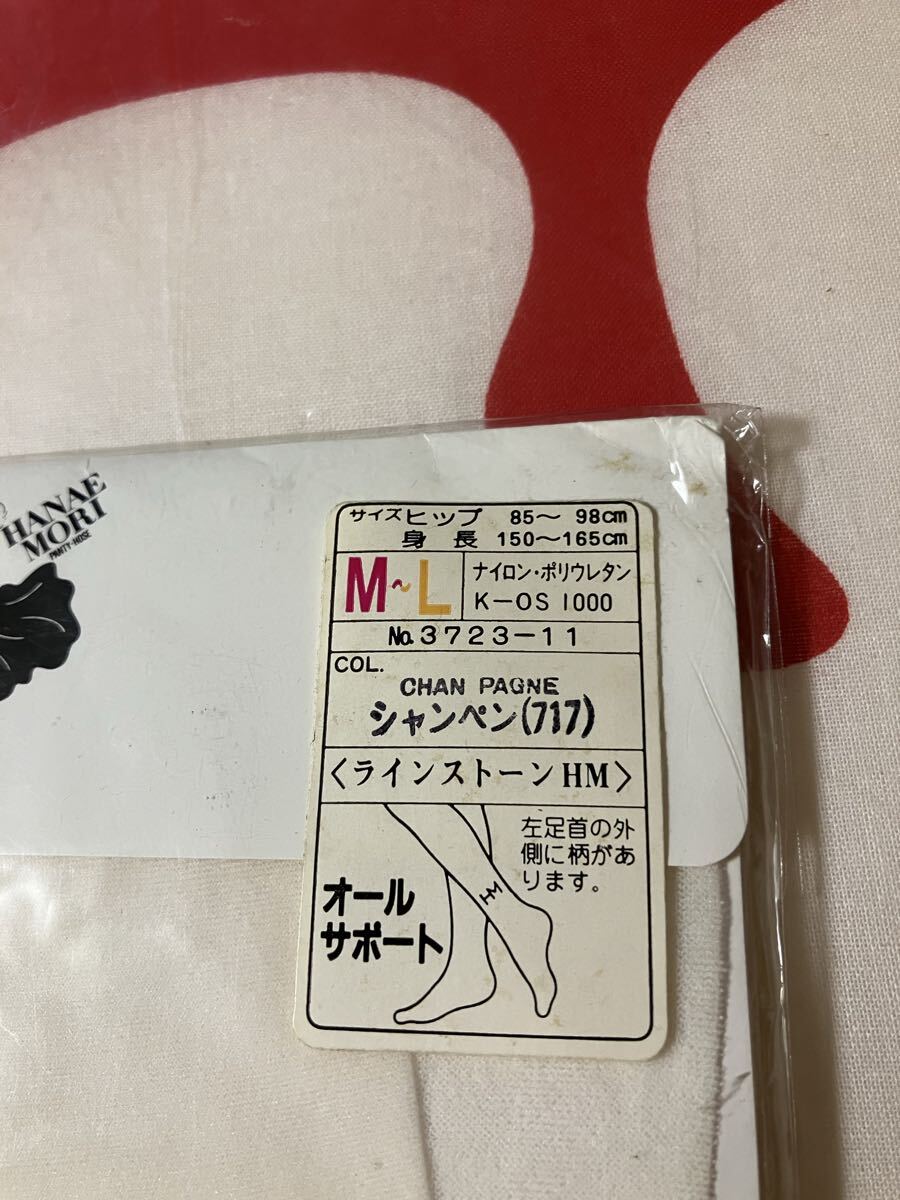 HANAE
MORI
PANTY-HOSE
サイズ ヒップ 85〜 98cm
身 長 150〜165cm
M~L
ナイロン・ポリウレタン
K-OS 1000
No.3723-11
COL.
CHAN PAGNE
シャンペン(717)
〈ラインストーンHM〉
左足首の外
側に柄があ
ります。
オール
サポート
HM